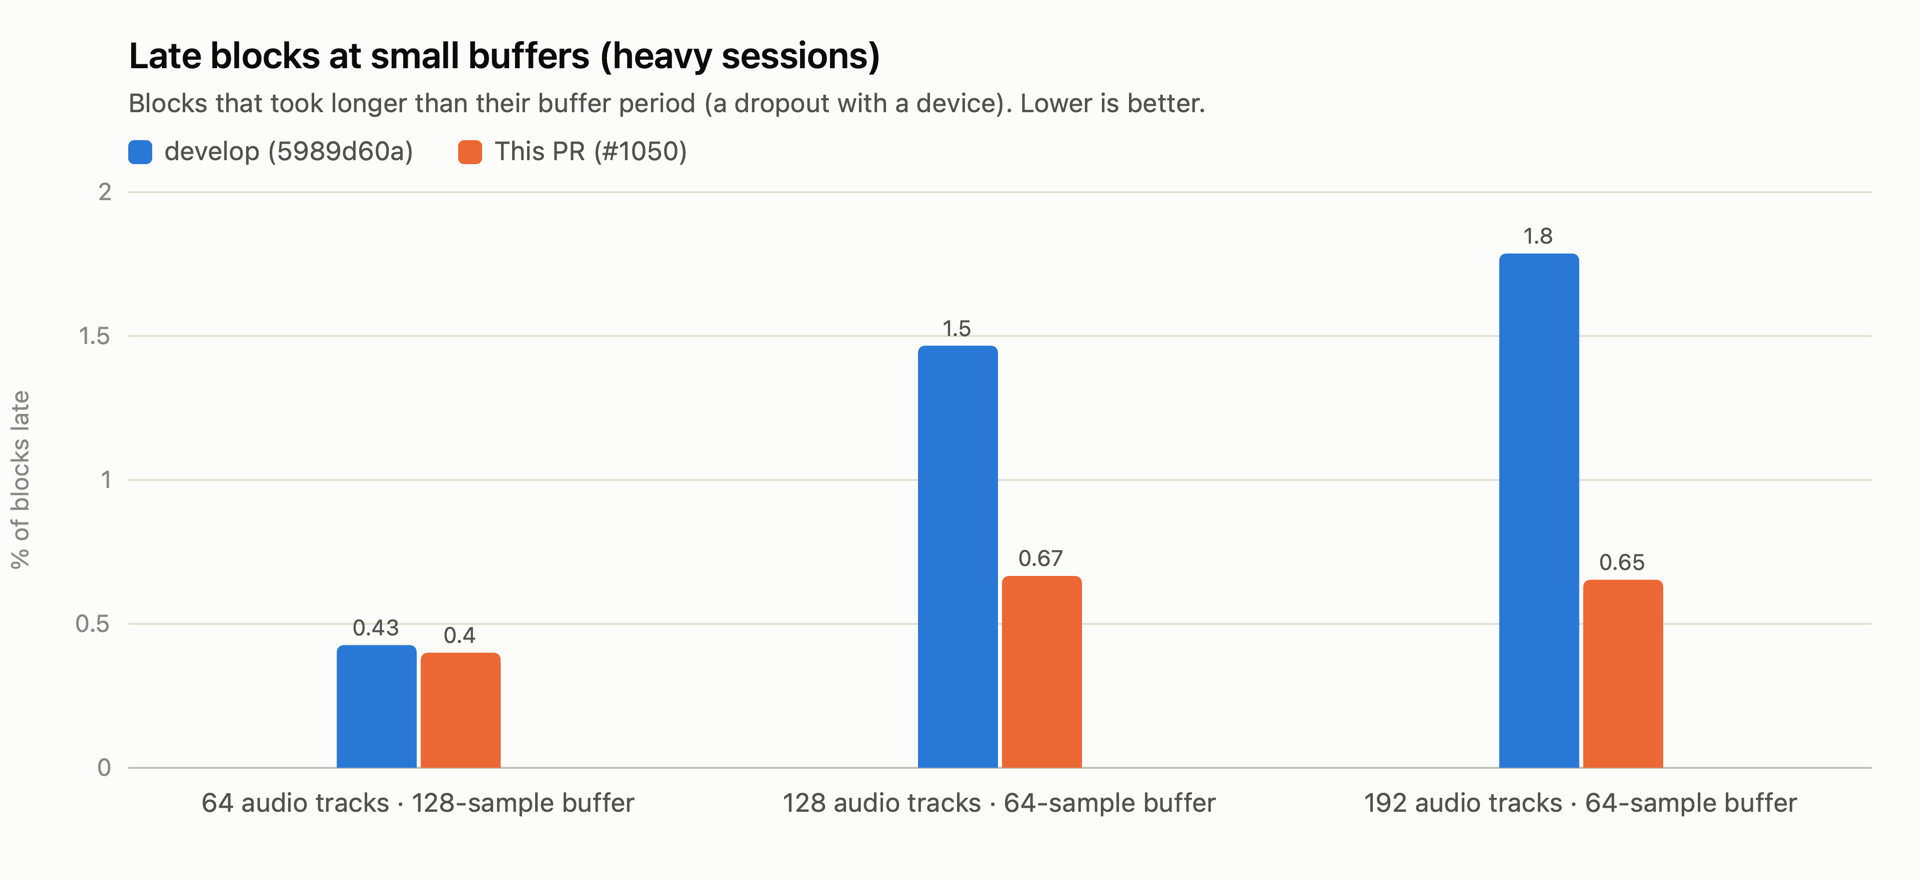 Late blocks at small buffers (heavy sessions)
Blocks that took longer than their buffer period (a dropout with a device). Lower is better.
develop (5989d60a) This PR (#1050)
2
1.5
1
0.5
0
% of blocks late
0.43
0.4
1.5
0.67
1.8
0.65
64 audio tracks · 128-sample buffer
128 audio tracks · 64-sample buffer
192 audio tracks · 64-sample buffer